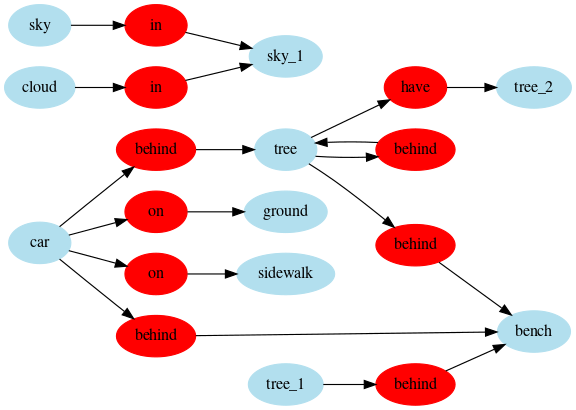 sky
in
sky_1
cloud
in
have
tree_2
behind
tree
behind
on
ground
car
behind
on
sidewalk
behind
bench
tree_1
behind